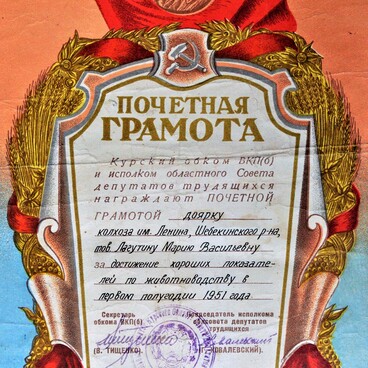 ПОЧЕТНАЯ
ГРАМОТА
Курский обком ВКП(б)
и исполком областного Совета
депутатов трудящихся
награждают ПОЧЕТНОЙ
ГРАМОТОЙ доярку
колхоза им. Ленина, Шебекинского р-на,
тов. Лагутину Марию Васильевну
за достижение хороших показате-
лей по животноводству в
первом полугодии 1951 года.
Секретарь
обкома ВКП(б)
(В. ТИЩЕНКО)
Председатель исполкома
облсовета депутатов
трудящихся
КОВАЛЕВСКИЙ).